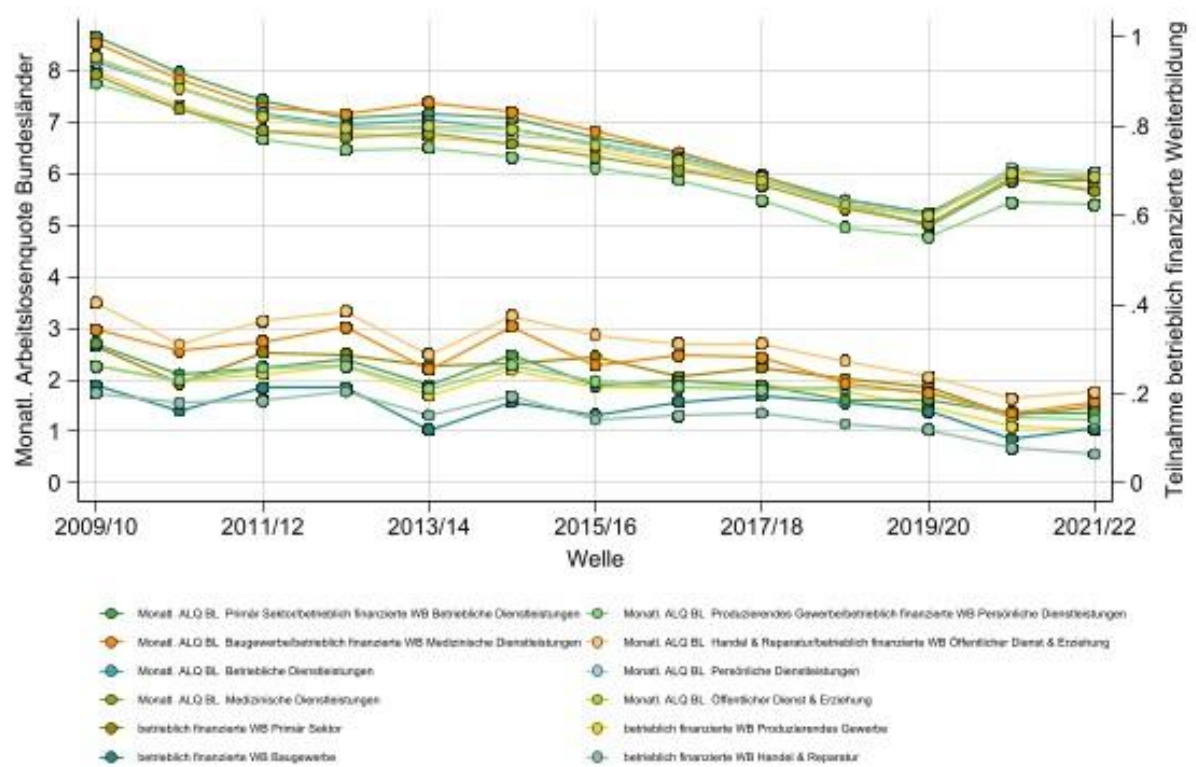 Monatl. Arbeitslosenquote Bundesländer
8
7
6
5
4
3
2
1
0
1
.8
.6
.4
.2
0
Teilnahme betrieblich finanzierte Weiterbildung
2009/10 2011/12 2013/14 2015/16 2017/18 2019/20 2021/22
Welle
Monatl. ALQ BL Primär Sektor/betrieblich finanzierte WB Betriebliche Dienstleistungen Monatl. ALQ BL Produzierendes Gewerbe/betrieblich finanzierte WB Persönliche Dienstleistungen
Monatl. ALQ BL Baugewerbe/betrieblich finanzierte WB Medizinische Dienstleistungen Monatl. ALQ BL Handel & Reparatur/betrieblich finanzierte WB Öffentlicher Dienst & Erziehung
Monatl. ALQ BL Betriebliche Dienstleistungen Monatl. ALQ BL Persönliche Dienstleistungen
Monatl. ALQ BL Medizinische Dienstleistungen Monatl. ALQ BL Öffentlicher Dienst & Erziehung
betrieblich finanzierte WB Primär Sektor betrieblich finanzierte WB Produzierendes Gewerbe
betrieblich finanzierte WB Baugewerbe betrieblich finanzierte WB Handel & Reparatur